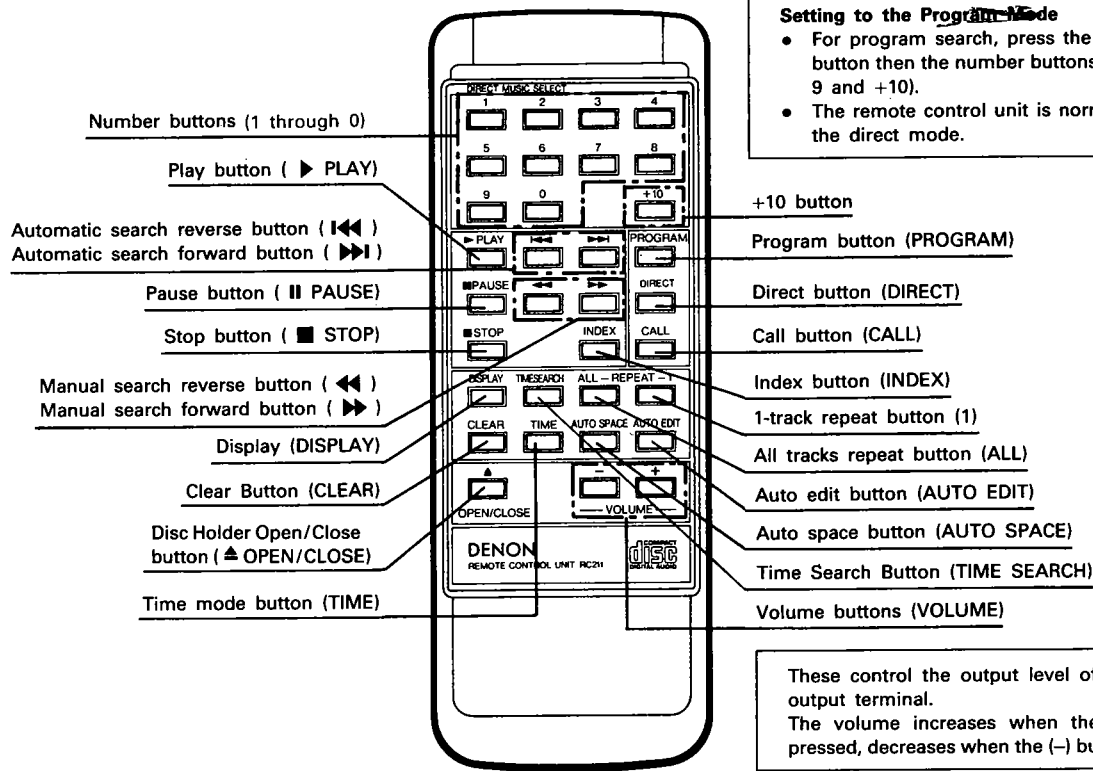 Setting to the Program Mode
• For program search, press the
button then the number buttons
9 and +10).
• The remote control unit is nor
the direct mode.
Number buttons (1 through 0)
Play button ( ▶ PLAY)
Automatic search reverse button ( I◀◀ )
Automatic search forward button ( ▶▶I )
Pause button ( II PAUSE)
Stop button ( ■ STOP)
Manual search reverse button ( ◀◀ )
Manual search forward button ( ▶▶ )
Display (DISPLAY)
Clear Button (CLEAR)
Disc Holder Open/Close
button ( ≜ OPEN/CLOSE)
Time mode button (TIME)
DIRECT MUSIC SELECT
1 2 3 4
5 6 7 8
9 0 +10
▶ PLAY I◀◀ ▶▶I PROGRAM
II PAUSE ◀◀ ▶▶ DIRECT
■ STOP INDEX CALL
DISPLAY TIMESEARCH ALL – REPEAT – 1
CLEAR TIME AUTO SPACE AUTO EDIT
≜ − +
OPEN/CLOSE — VOLUME —
DENON
REMOTE CONTROL UNIT RC211
COMPACT
disc
DIGITAL AUDIO
+10 button
Program button (PROGRAM)
Direct button (DIRECT)
Call button (CALL)
Index button (INDEX)
1-track repeat button (1)
All tracks repeat button (ALL)
Auto edit button (AUTO EDIT)
Auto space button (AUTO SPACE)
Time Search Button (TIME SEARCH)
Volume buttons (VOLUME)
These control the output level of
output terminal.
The volume increases when the
pressed, decreases when the (–) bu